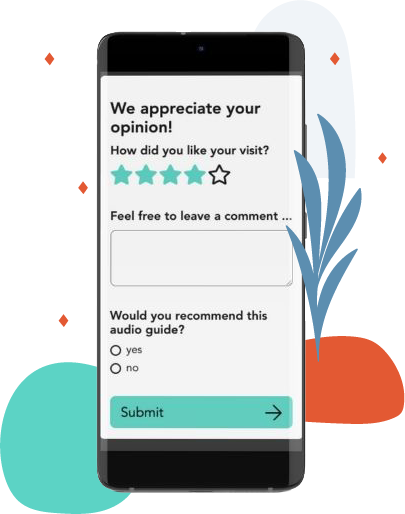 We appreciate your
opinion!
How did you like your visit?
Feel free to leave a comment ...
Would you recommend this
audio guide?
yes
no
Submit